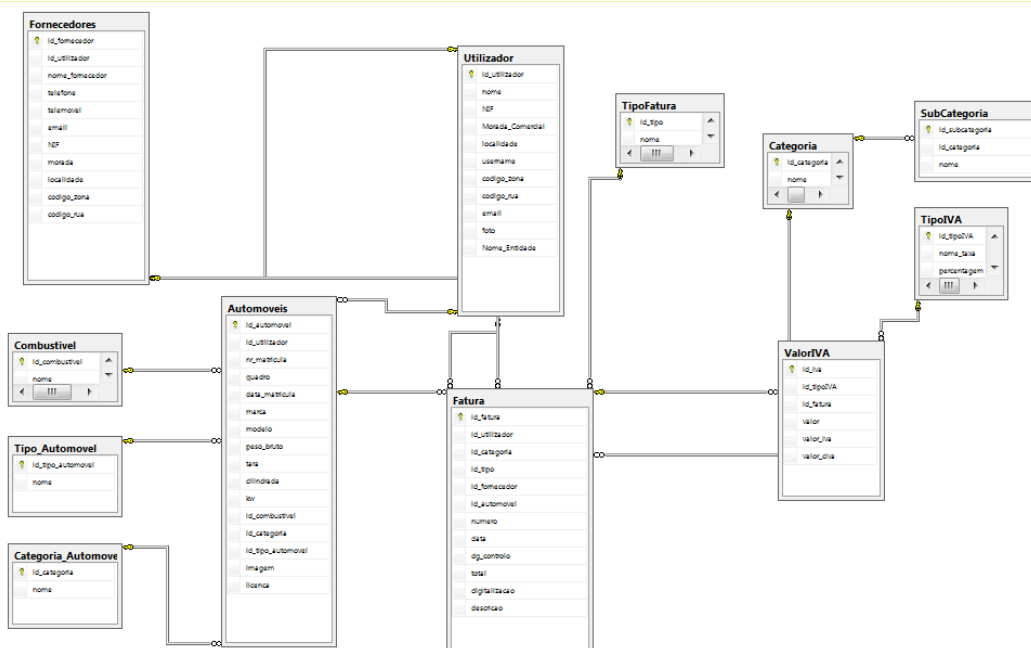 Fornecedores
Id_fornecedor
Id_utilizador
nome_fornecedor
telefone
telemovel
email
NIF
morada
localidade
codigo_zona
codigo_rua
Utilizador
Id_utilizador
nome
NIF
Morada_Comercial
localidade
username
codigo_zona
codigo_rua
email
foto
Nome_Entidade
TipoFatura
Id_tipo
nome
Categoria
Id_categoria
nome
SubCategoria
Id_subcategoria
Id_categoria
nome
TipoIVA
Id_tipoIVA
nome_taxa
percentagem
Combustivel
Id_combustivel
nome
Tipo_Automovel
Id_tipo_automovel
nome
Categoria_Automove
Id_categoria
nome
Automoveis
Id_automovel
Id_utilizador
nr_matricula
quadro
data_matricula
marca
modelo
peso_bruto
tara
cilindrada
kw
Id_combustivel
Id_categoria
Id_tipo_automovel
Imagem
licenca
Fatura
Id_fatura
Id_utilizador
Id_categoria
Id_tipo
Id_fornecedor
Id_automovel
numero
data
dg_controlo
total
digitalizacao
descricao
ValorIVA
Id_iva
Id_tipoIVA
Id_fatura
valor
valor_iva
valor_civa